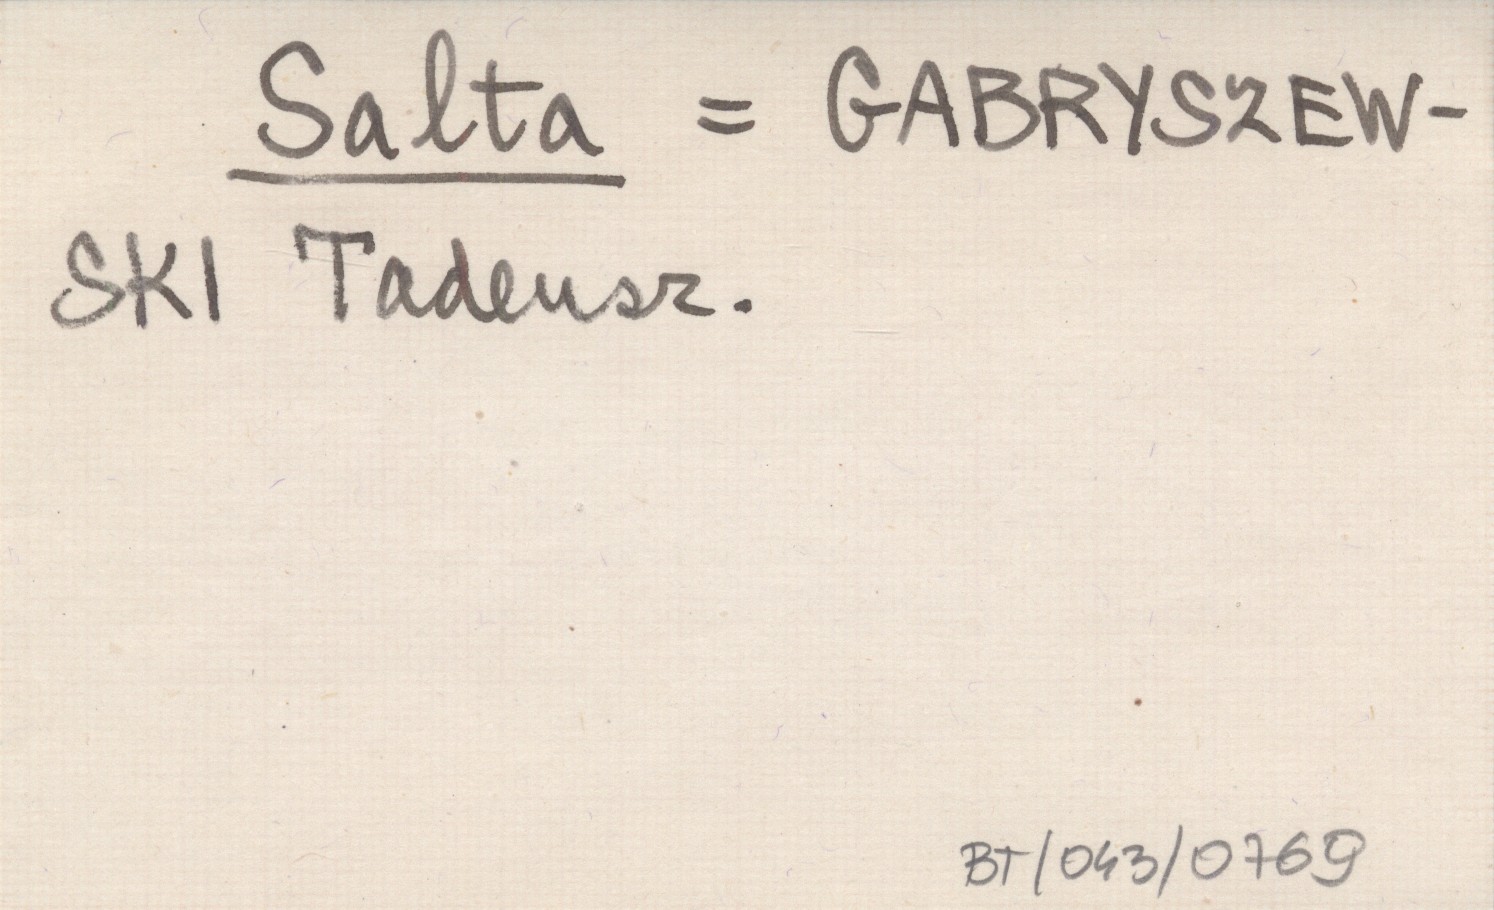 Salta = GABRYSZEW-
SKI Tadeusz.
BT/043/0769